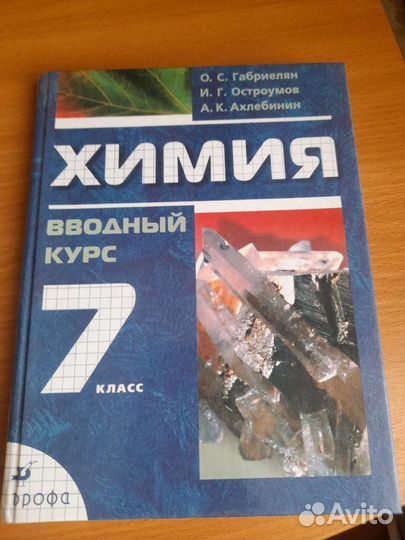 О. С. Габриелян
И. Г. Остроумов
А. К. Ахлебинин
ХИМИЯ
ВВОДНЫЙ
КУРС
7
КЛАСС
дрофа
Avito